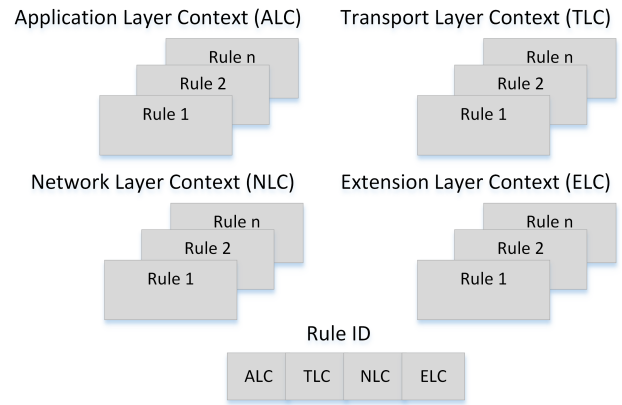 Application Layer Context (ALC)
Rule n
Rule 2
Rule 1
Transport Layer Context (TLC)
Rule n
Rule 2
Rule 1
Network Layer Context (NLC)
Rule n
Rule 2
Rule 1
Extension Layer Context (ELC)
Rule n
Rule 2
Rule 1
Rule ID
ALC TLC NLC ELC